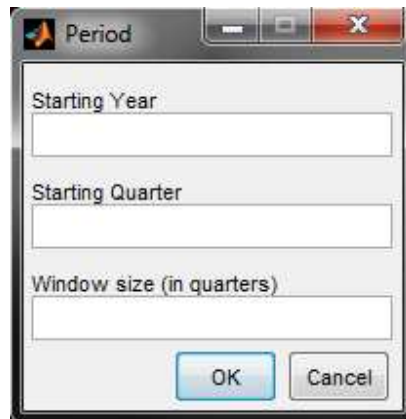 Period
Starting Year
Starting Quarter
Window size (in quarters)
OK Cancel